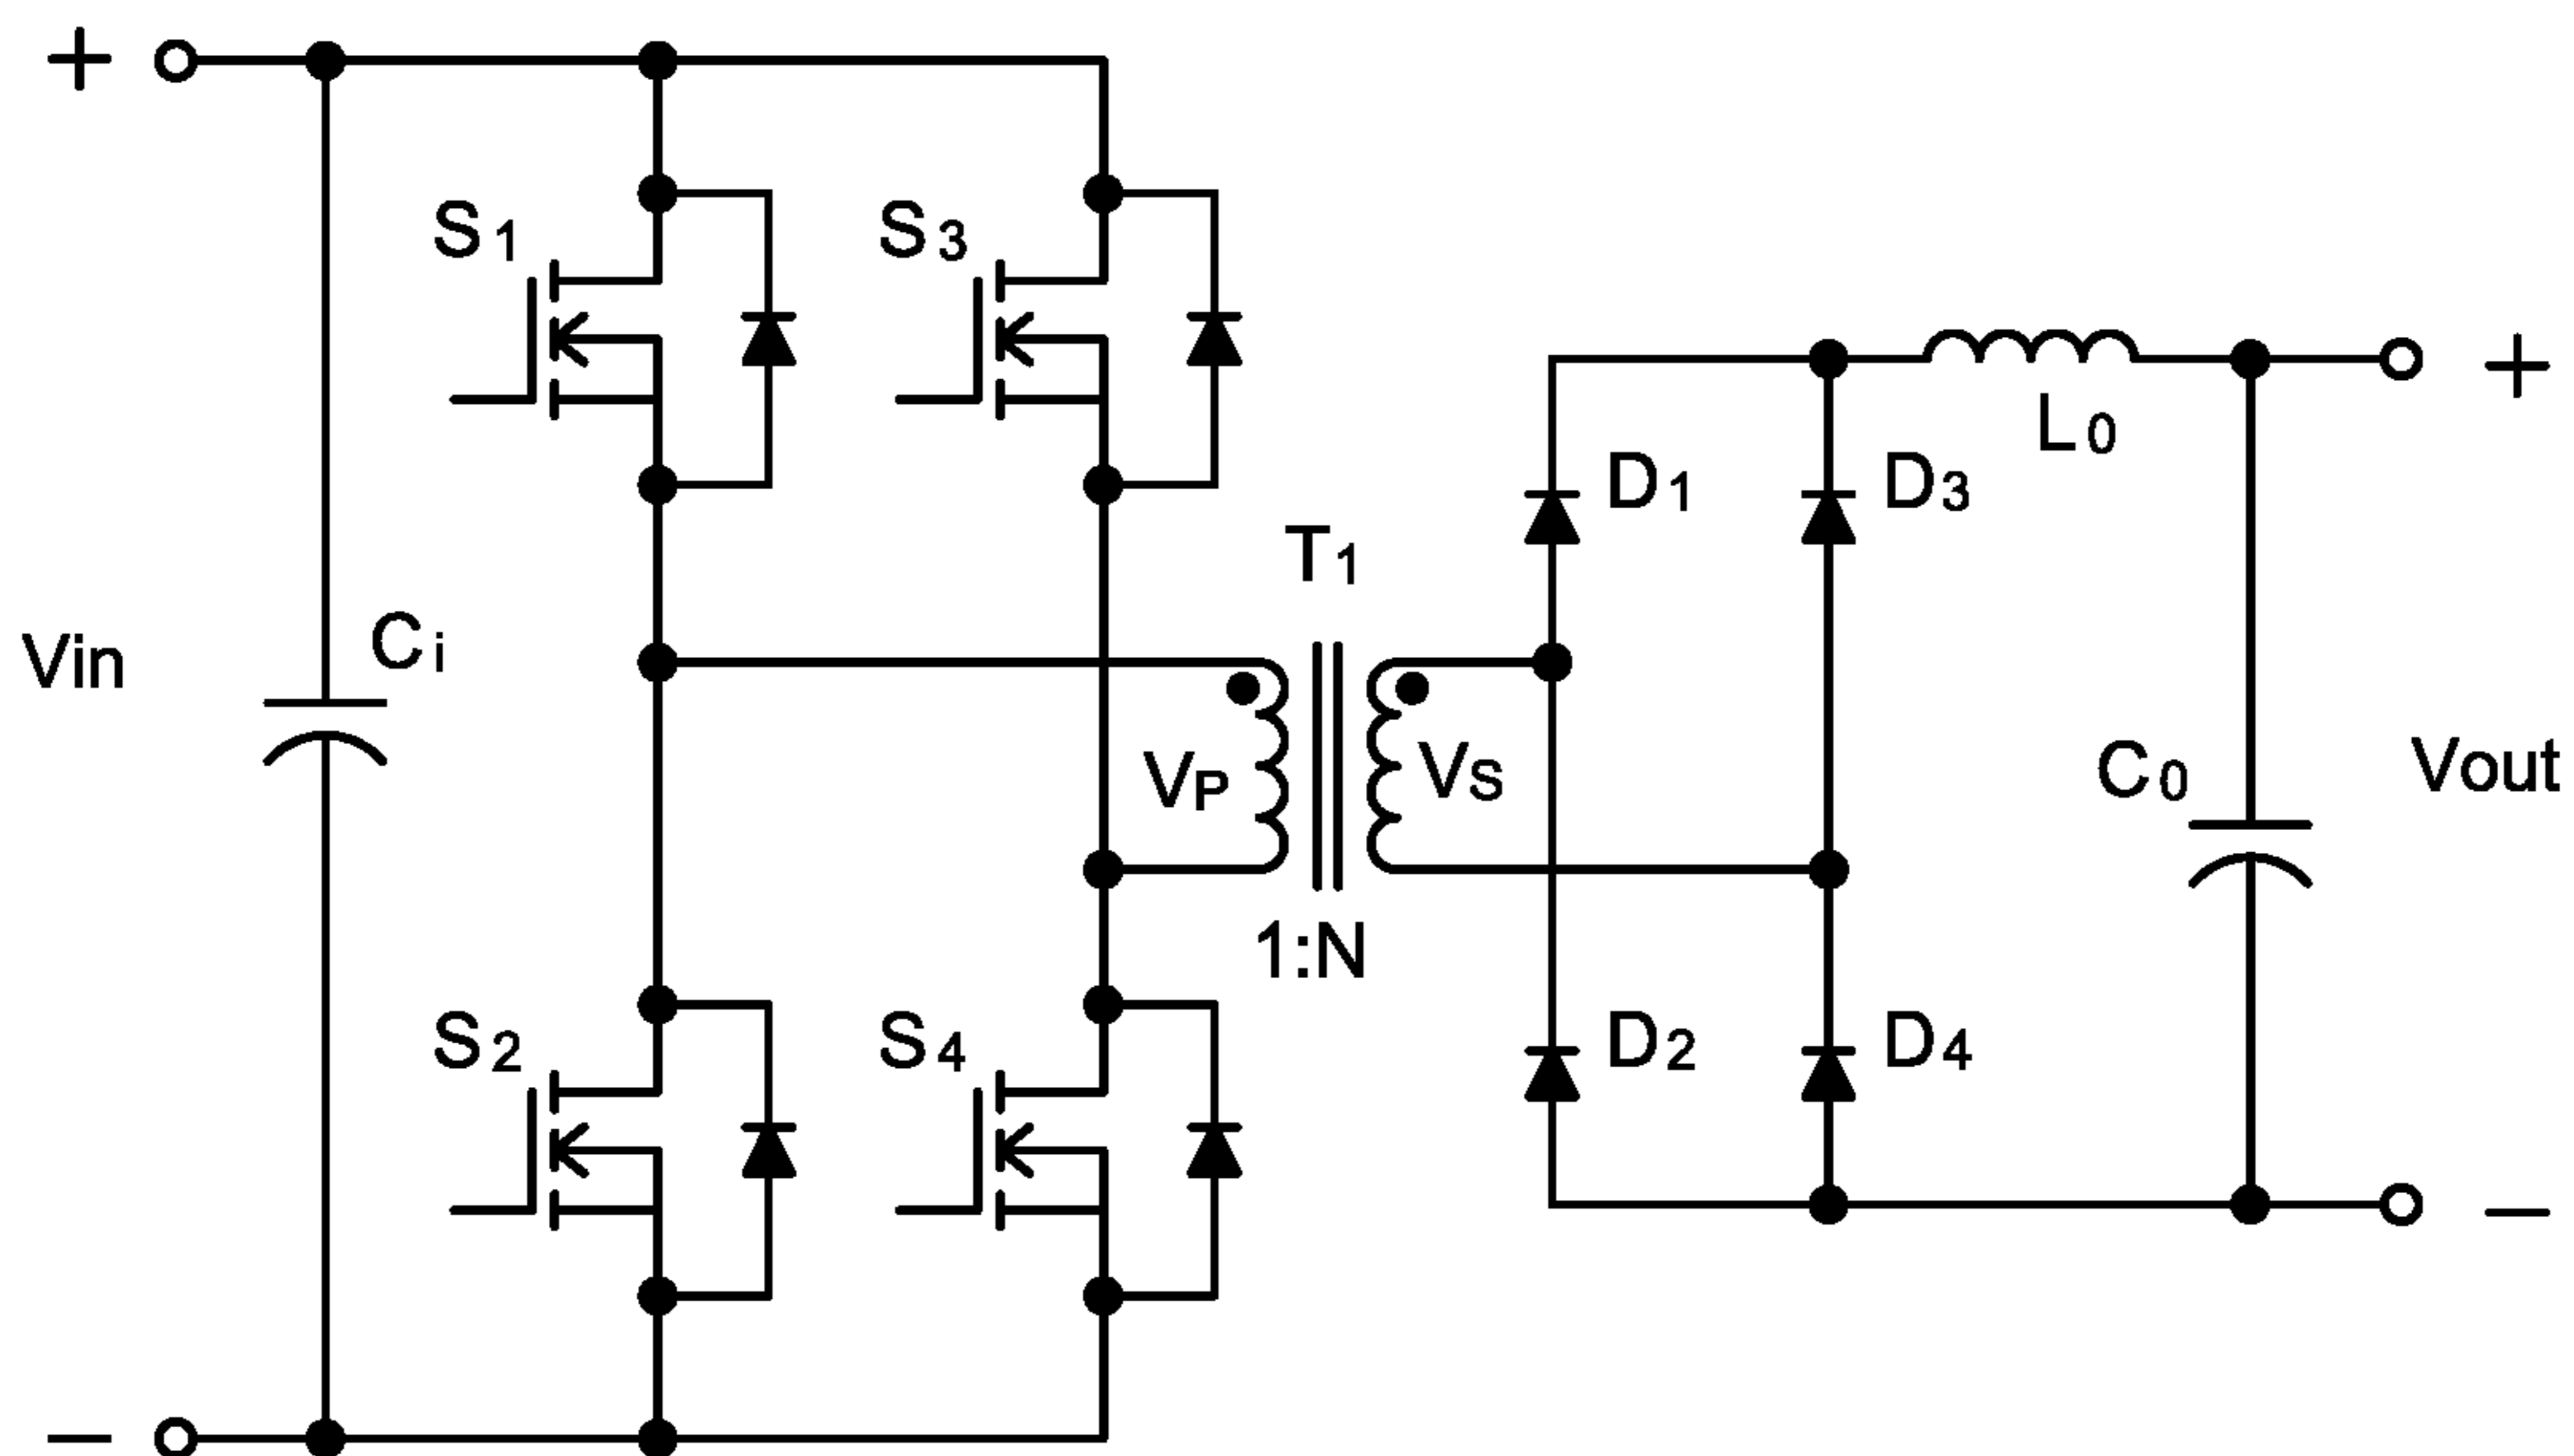 +
S1
S3
+
L0
D1
D3
T1
Vin
Ci
VP
VS
C0
Vout
1:N
S2
S4
D2
D4
−
−